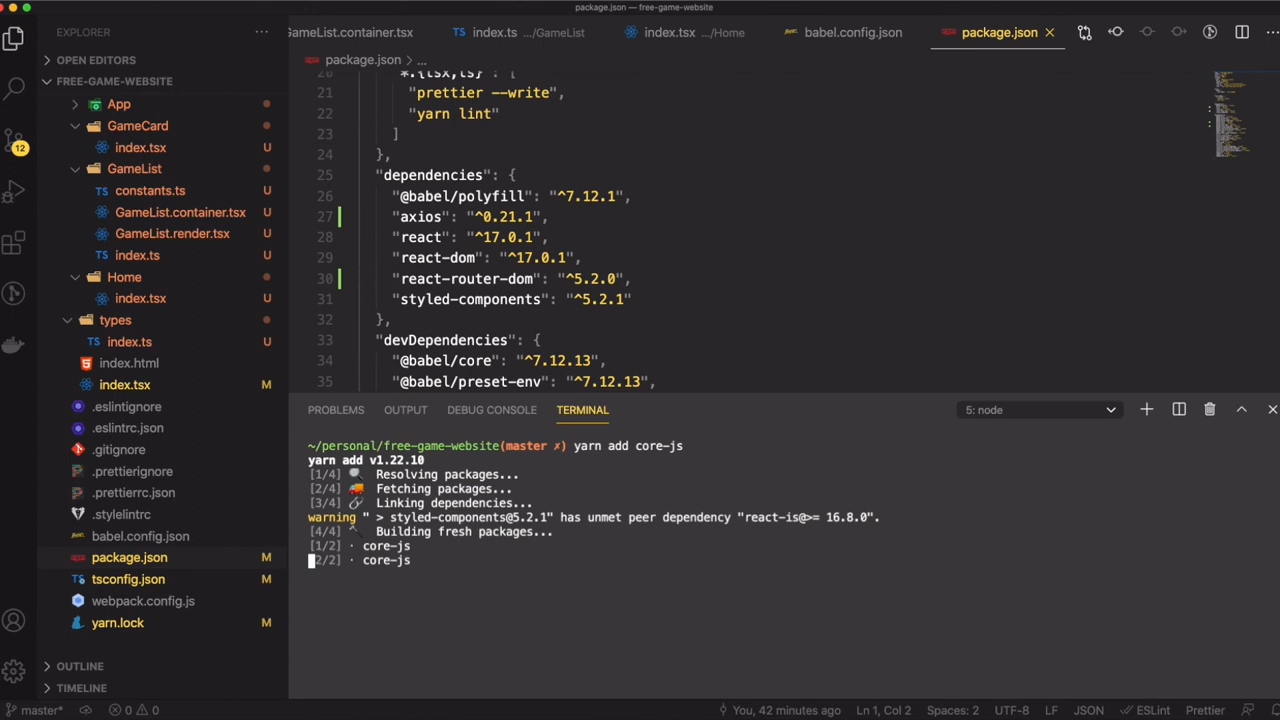 package.json — free-game-website
EXPLORER
GameList.container.tsx
index.ts .../GameList
index.tsx .../Home
babel.config.json
package.json
OPEN EDITORS
FREE-GAME-WEBSITE
App
GameCard
index.tsx U
GameList
constants.ts U
GameList.container.tsx U
GameList.render.tsx U
index.ts U
Home
index.tsx U
types
index.ts U
index.html
index.tsx M
.eslintignore
.eslintrc.json
.gitignore
.prettierignore
.prettierrc.json
.stylelintrc
babel.config.json
package.json M
tsconfig.json M
webpack.config.js
yarn.lock M
OUTLINE
TIMELINE
12
package.json > ...
20 "*.{tsx,ts}": [
21 "prettier --write",
22 "yarn lint"
23 ]
24 },
25 "dependencies": {
26 "@babel/polyfill": "^7.12.1",
27 "axios": "^0.21.1",
28 "react": "^17.0.1",
29 "react-dom": "^17.0.1",
30 "react-router-dom": "^5.2.0",
31 "styled-components": "^5.2.1"
32 },
33 "devDependencies": {
34 "@babel/core": "^7.12.13",
35 "@babel/preset-env": "^7.12.13",
PROBLEMS OUTPUT DEBUG CONSOLE TERMINAL 5: node
~/personal/free-game-website(master ✗) yarn add core-js
yarn add v1.22.10
[1/4] 🔍 Resolving packages...
[2/4] 🚚 Fetching packages...
[3/4] 🔗 Linking dependencies...
warning " > styled-components@5.2.1" has unmet peer dependency "react-is@>= 16.8.0".
[4/4] 🔨 Building fresh packages...
[1/2] · core-js
2/2] · core-js
master* 0 0 You, 42 minutes ago Ln 1, Col 2 Spaces: 2 UTF-8 LF JSON ESLint Prettier